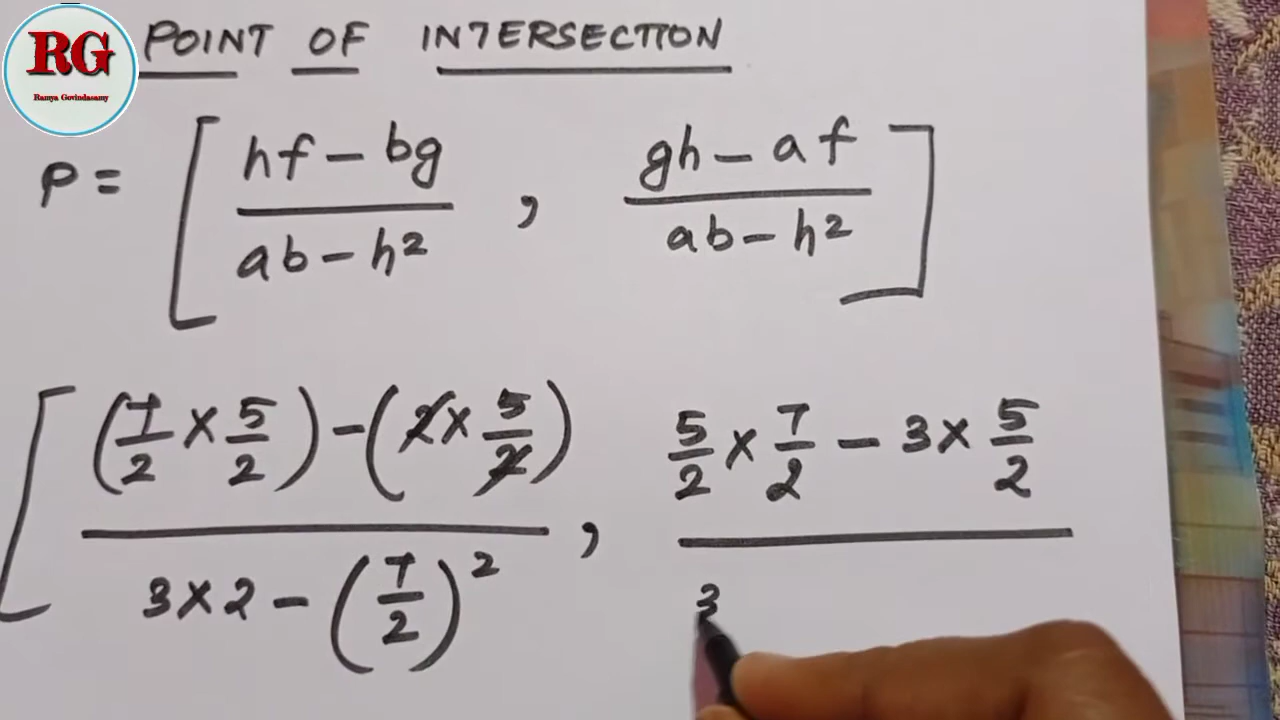 RG
Ramya Govindasamy
POINT OF INTERSECTION
P = [ (hf - bg)/(ab - h²) , (gh - af)/(ab - h²) ]
[ ((7/2 × 5/2) - (2 × 5/2))/(3 × 2 - (7/2)²) , (5/2 × 7/2 - 3 × 5/2)/(3